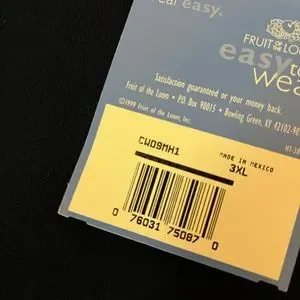 real easy.
FRUIT OF THE LOOM
easy to
Wear
Satisfaction guaranteed or your money back.
Fruit of the Loom • P.O. Box 90015 • Bowling Green, KY 42102-90
©1999 Fruit of the Loom, Inc.
CW09MH1
MADE IN MEXICO
3XL
0 76031 75087 0